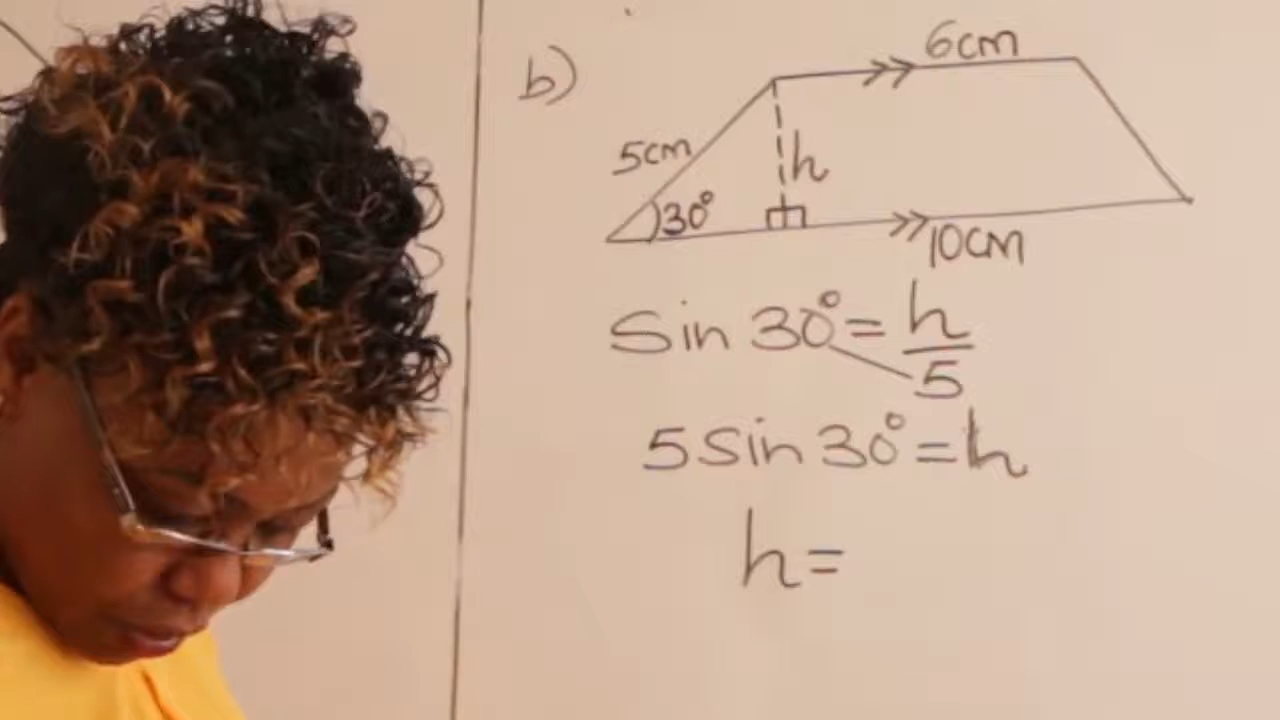 b)
6cm
5cm
h
30°
10cm
Sin 30° = h/5
5 Sin 30° = h
h =